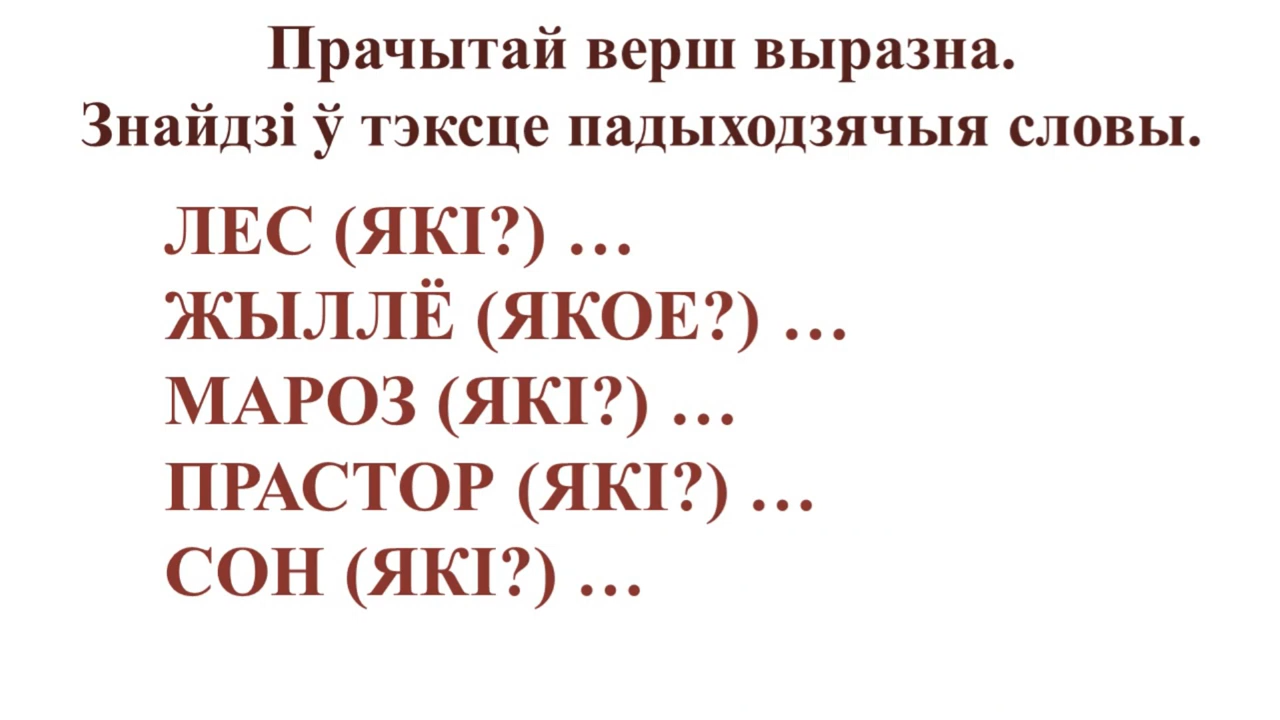 Прачытай верш выразна.
Знайдзі ў тэксце падыходзячыя словы.
ЛЕС (ЯКІ?) …
ЖЫЛЛЁ (ЯКОЕ?) …
МАРОЗ (ЯКІ?) …
ПРАСТОР (ЯКІ?) …
СОН (ЯКІ?) …